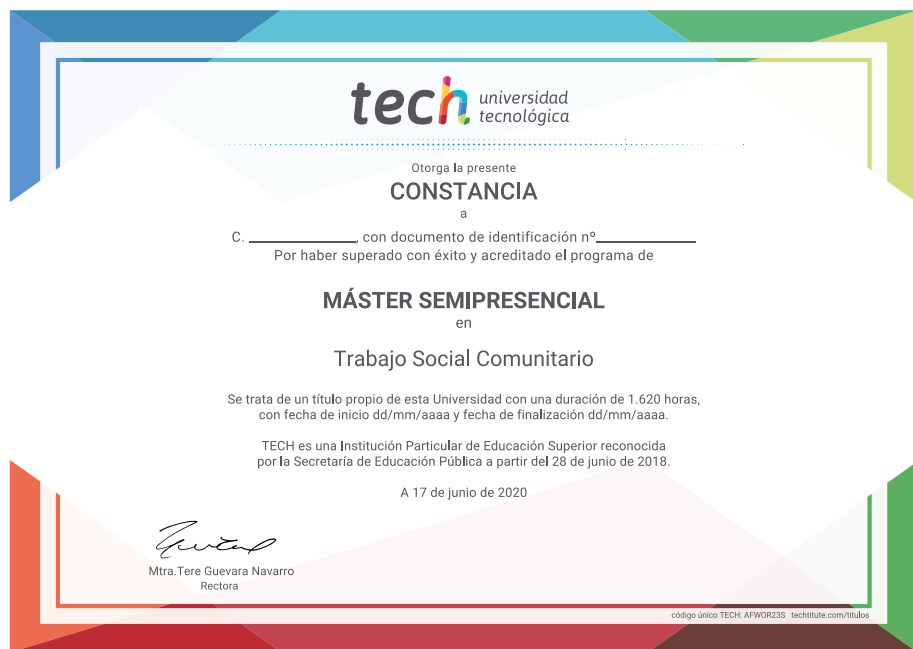 tech universidad
tecnológica
Otorga la presente
CONSTANCIA
a
C. ____________, con documento de identificación nº____________
Por haber superado con éxito y acreditado el programa de
MÁSTER SEMIPRESENCIAL
en
Trabajo Social Comunitario
Se trata de un título propio de esta Universidad con una duración de 1.620 horas,
con fecha de inicio dd/mm/aaaa y fecha de finalización dd/mm/aaaa.
TECH es una Institución Particular de Educación Superior reconocida
por la Secretaría de Educación Pública a partir del 28 de junio de 2018.
A 17 de junio de 2020
Mtra.Tere Guevara Navarro
Rectora
código único TECH: AFWOR23S techtitute.com/titulos